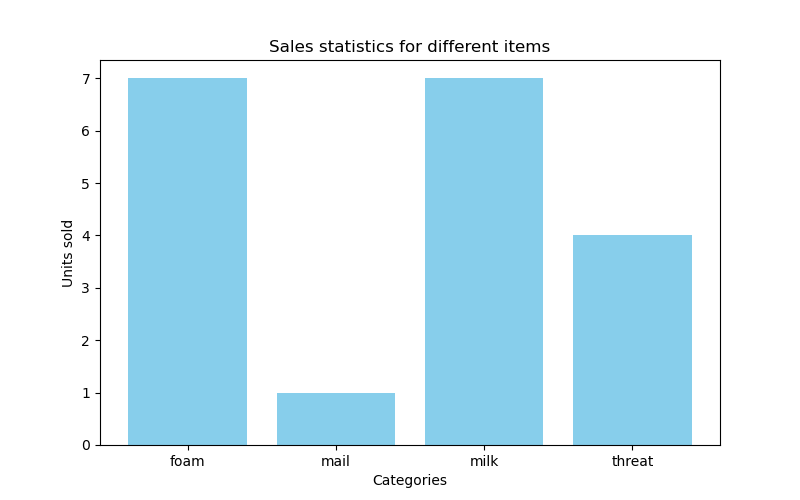 Sales statistics for different items
7
6
5
4
3
2
1
0
Units sold
foam mail milk threat
Categories